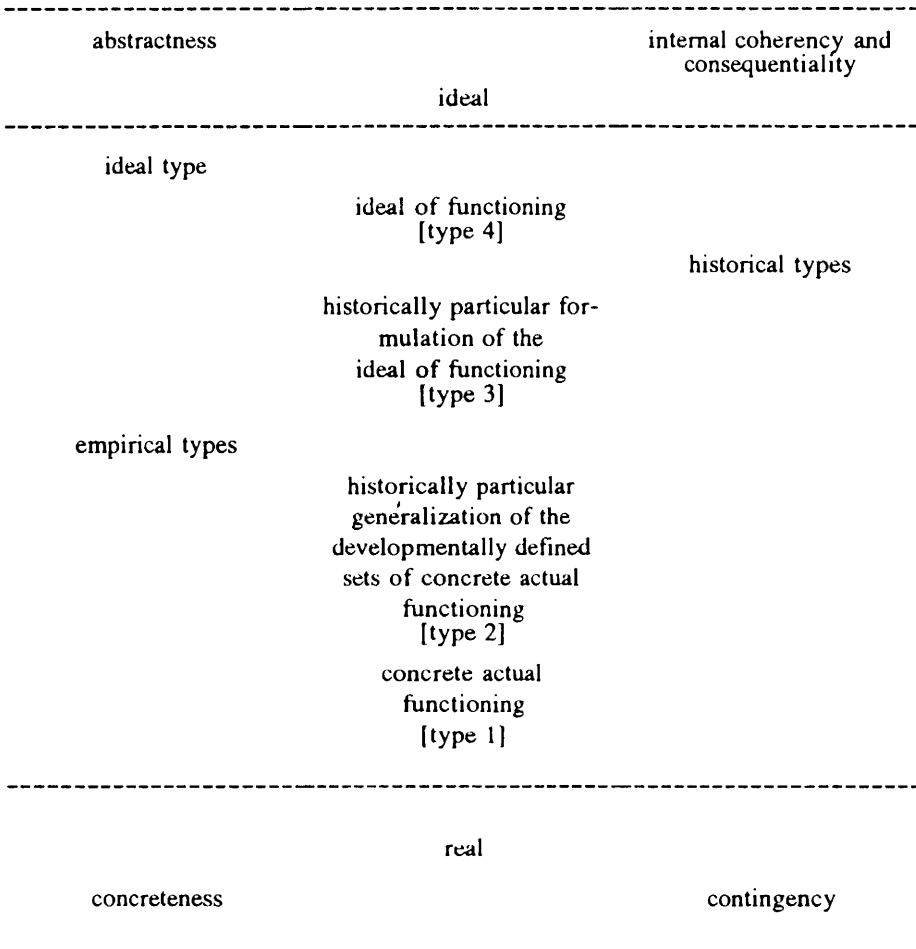 abstractness internal coherency and
consequentiality
ideal
ideal type
ideal of functioning
[type 4]
historical types
historically particular for-
mulation of the
ideal of functioning
[type 3]
empirical types
historically particular
generalization of the
developmentally defined
sets of concrete actual
functioning
[type 2]
concrete actual
functioning
[type 1]
real
concreteness contingency